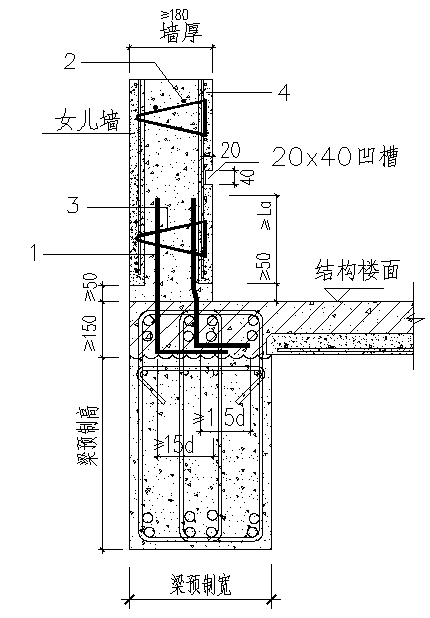 ≥180
墙厚
2
4
女儿墙
20
20x40凹槽
40
3
≥La
1
≥50
结构楼面
≥50
≥150
梁预制高
≥15d
≥15d
梁预制宽